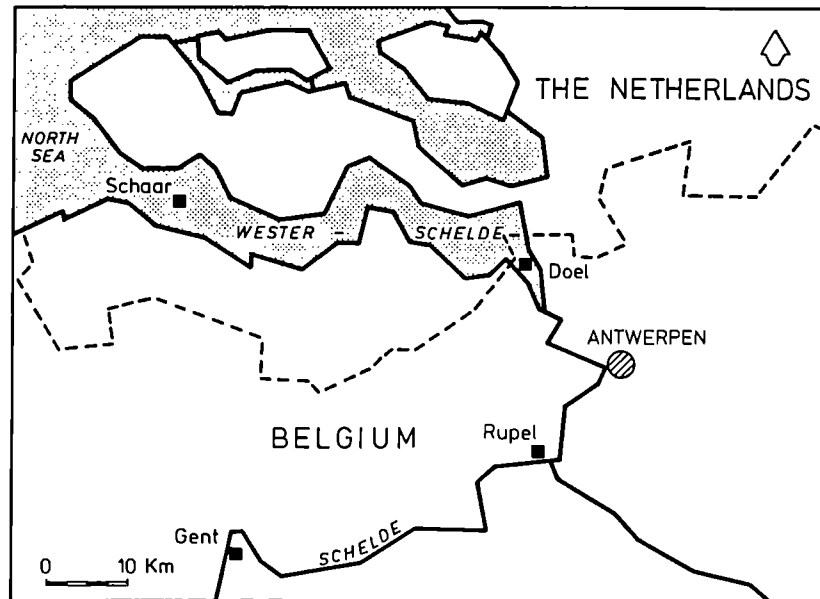 THE NETHERLANDS
NORTH
SEA
Schaar
WESTER - SCHELDE
Doel
ANTWERPEN
BELGIUM
Rupel
Gent
SCHELDE
0 10 Km